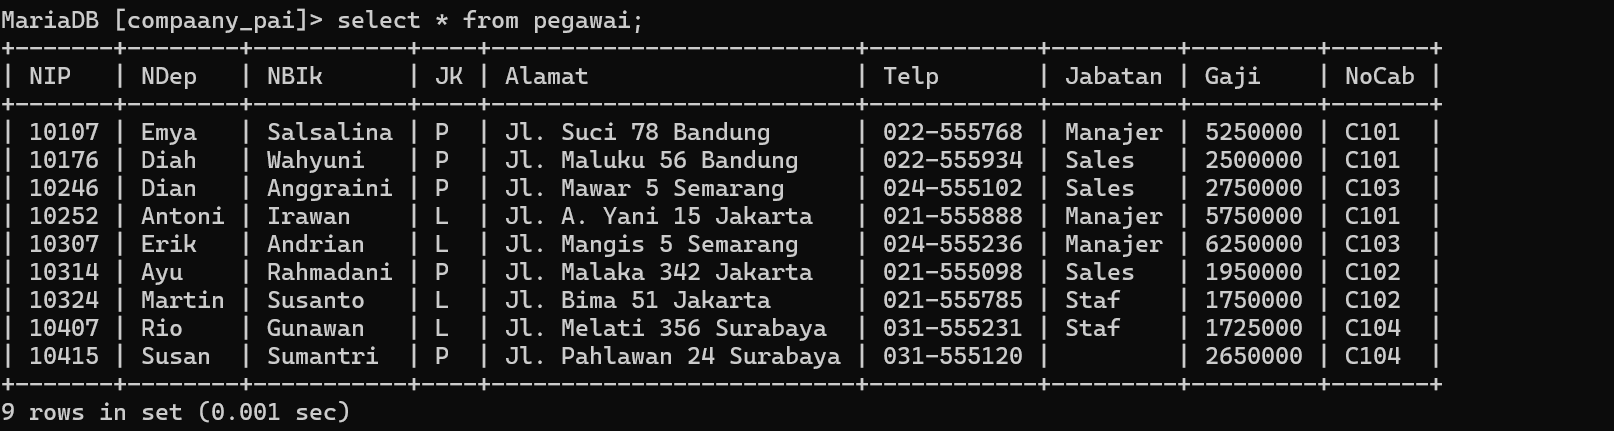 MariaDB [compaany_pai]> select * from pegawai;
+-------+--------+-----------+----+--------------------------+------------+---------+---------+-------+
| NIP   | NDep   | NBIk      | JK | Alamat                   | Telp       | Jabatan | Gaji    | NoCab |
+-------+--------+-----------+----+--------------------------+------------+---------+---------+-------+
| 10107 | Emya   | Salsalina | P  | Jl. Suci 78 Bandung      | 022-555768 | Manajer | 5250000 | C101  |
| 10176 | Diah   | Wahyuni   | P  | Jl. Maluku 56 Bandung    | 022-555934 | Sales   | 2500000 | C101  |
| 10246 | Dian   | Anggraini | P  | Jl. Mawar 5 Semarang     | 024-555102 | Sales   | 2750000 | C103  |
| 10252 | Antoni | Irawan    | L  | Jl. A. Yani 15 Jakarta   | 021-555888 | Manajer | 5750000 | C101  |
| 10307 | Erik   | Andrian   | L  | Jl. Mangis 5 Semarang    | 024-555236 | Manajer | 6250000 | C103  |
| 10314 | Ayu    | Rahmadani | P  | Jl. Malaka 342 Jakarta   | 021-555098 | Sales   | 1950000 | C102  |
| 10324 | Martin | Susanto   | L  | Jl. Bima 51 Jakarta      | 021-555785 | Staf    | 1750000 | C102  |
| 10407 | Rio    | Gunawan   | L  | Jl. Melati 356 Surabaya  | 031-555231 | Staf    | 1725000 | C104  |
| 10415 | Susan  | Sumantri  | P  | Jl. Pahlawan 24 Surabaya | 031-555120 |         | 2650000 | C104  |
+-------+--------+-----------+----+--------------------------+------------+---------+---------+-------+
9 rows in set (0.001 sec)